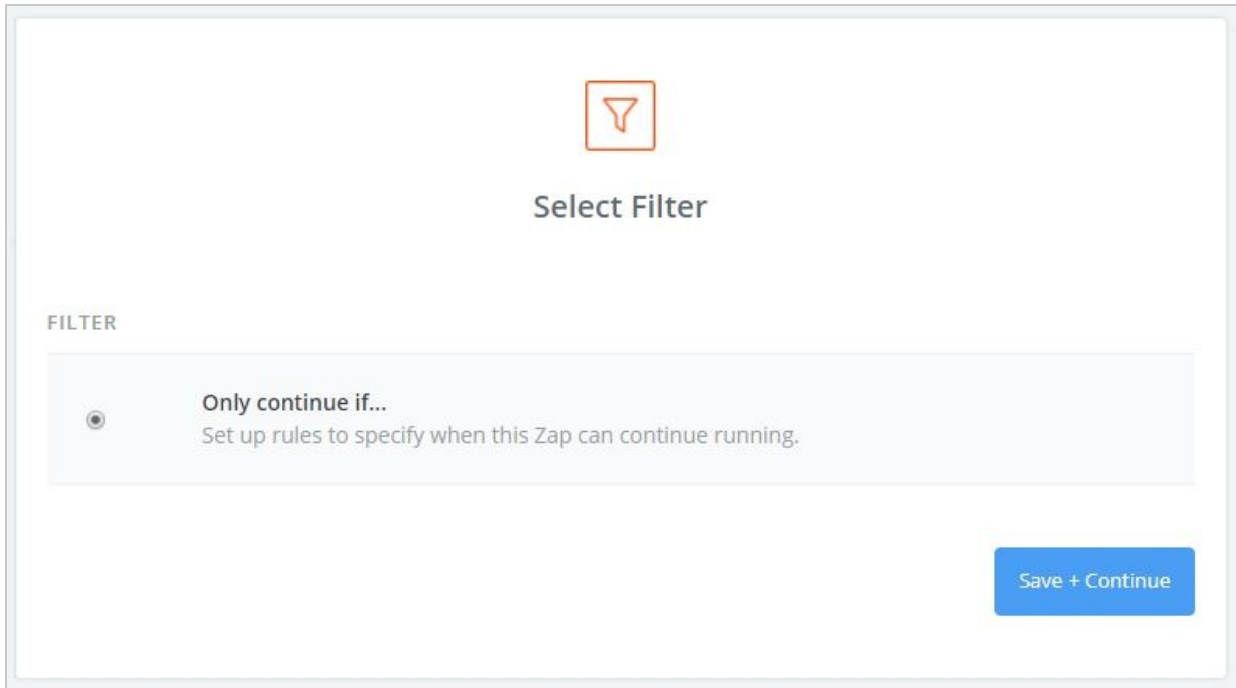 Select Filter
FILTER
Only continue if...
Set up rules to specify when this Zap can continue running.
Save + Continue